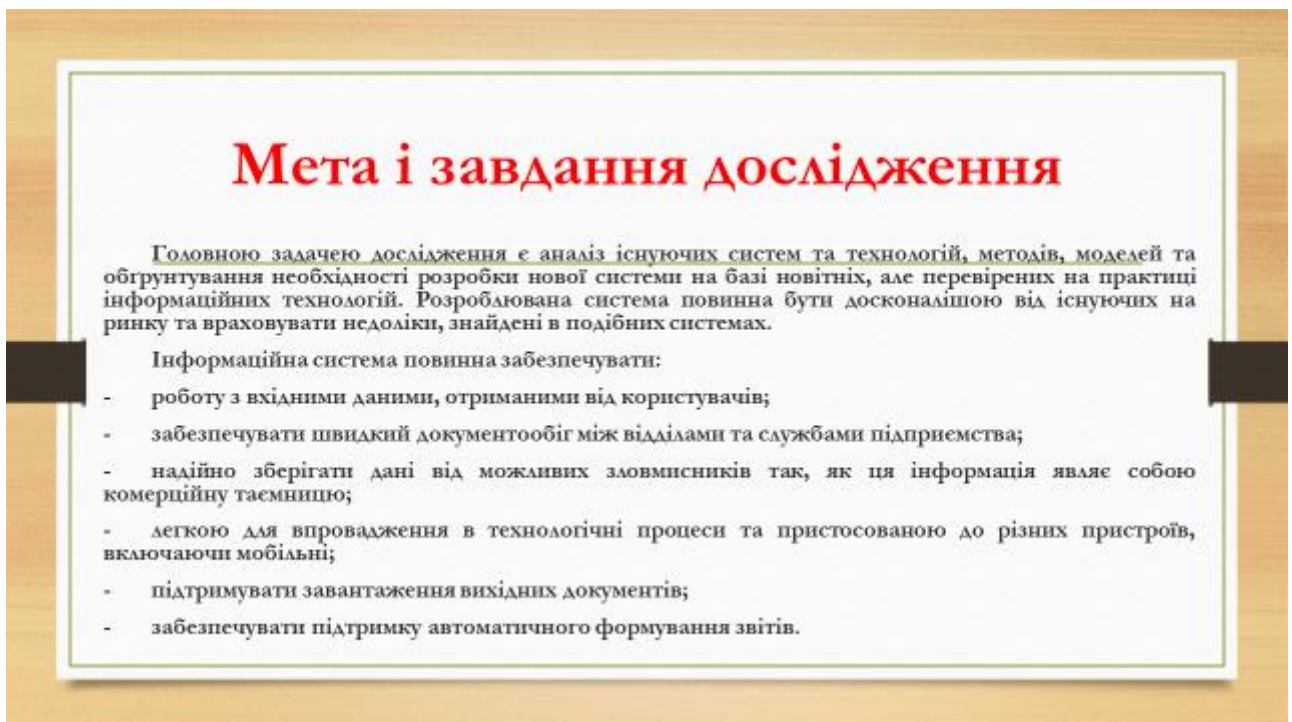 Мета і завдання дослідження
Головною задачею дослідження є аналіз існуючих систем та технологій, методів, моделей та
обґрунтування необхідності розробки нової системи на базі новітніх, але перевірених на практиці
інформаційних технологій. Розроблювана система повинна бути досконалішою від існуючих на
ринку та враховувати недоліки, знайдені в подібних системах.
Інформаційна система повинна забезпечувати:
- роботу з вхідними даними, отриманими від користувачів;
- забезпечувати швидкий документообіг між відділами та службами підприємства;
- надійно зберігати дані від можливих зловмисників так, як ця інформація являє собою
комерційну таємницю;
- легкою для впровадження в технологічні процеси та пристосованою до різних пристроїв,
включаючи мобільні;
- підтримувати завантаження вихідних документів;
- забезпечувати підтримку автоматичного формування звітів.